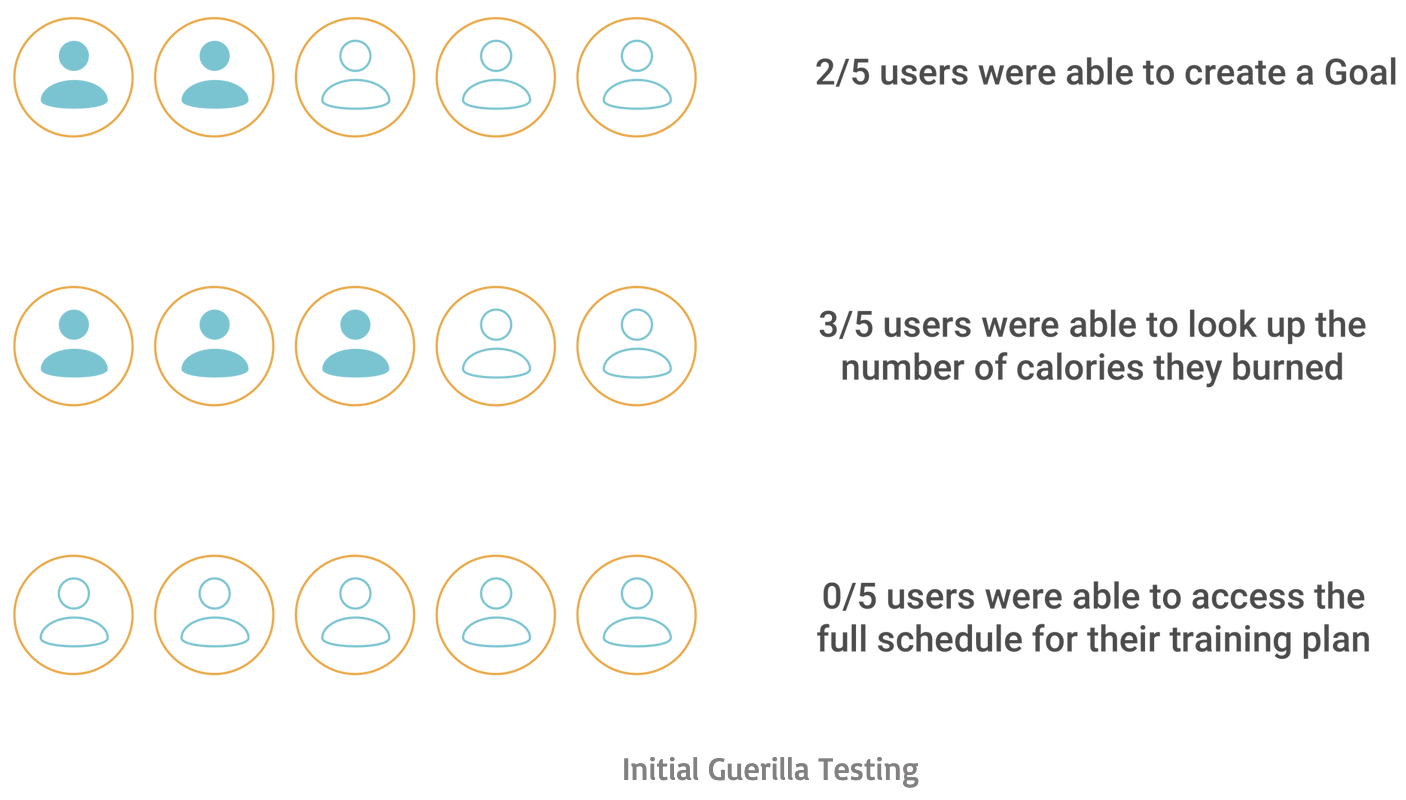 2/5 users were able to create a Goal
3/5 users were able to look up the
number of calories they burned
0/5 users were able to access the
full schedule for their training plan
Initial Guerilla Testing